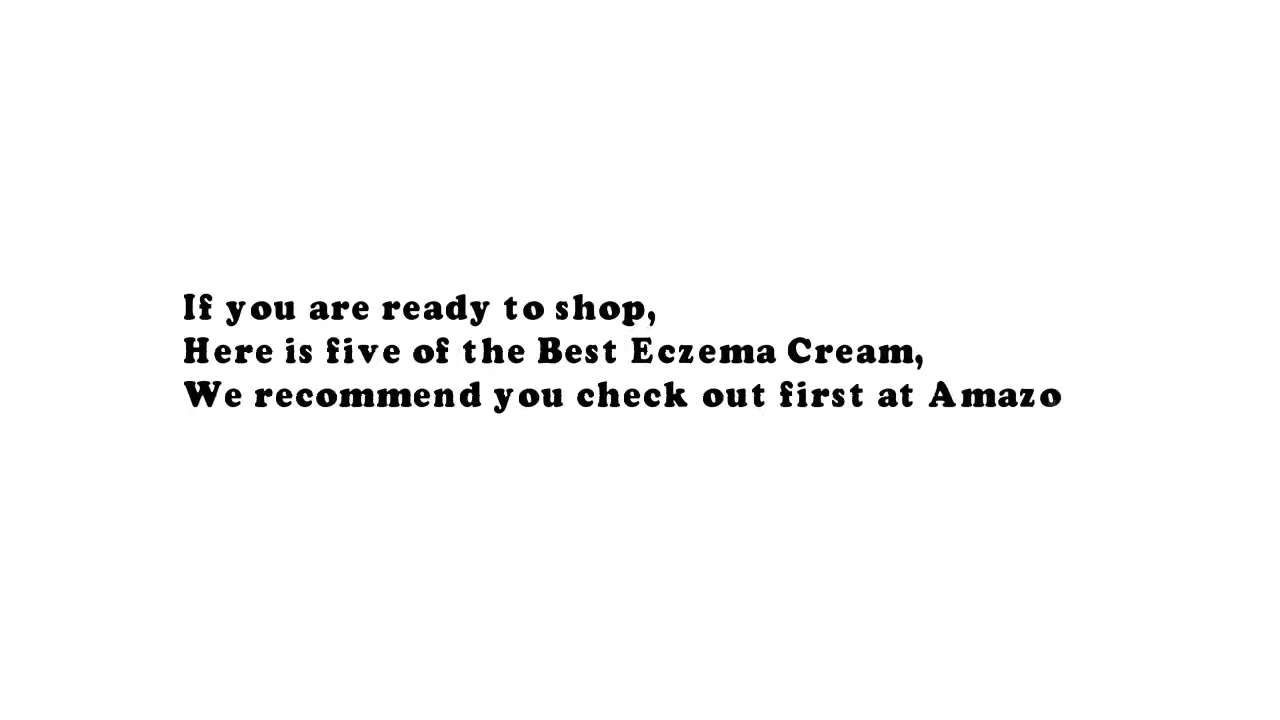 If you are ready to shop,
Here is five of the Best Eczema Cream,
We recommend you check out first at Amazo